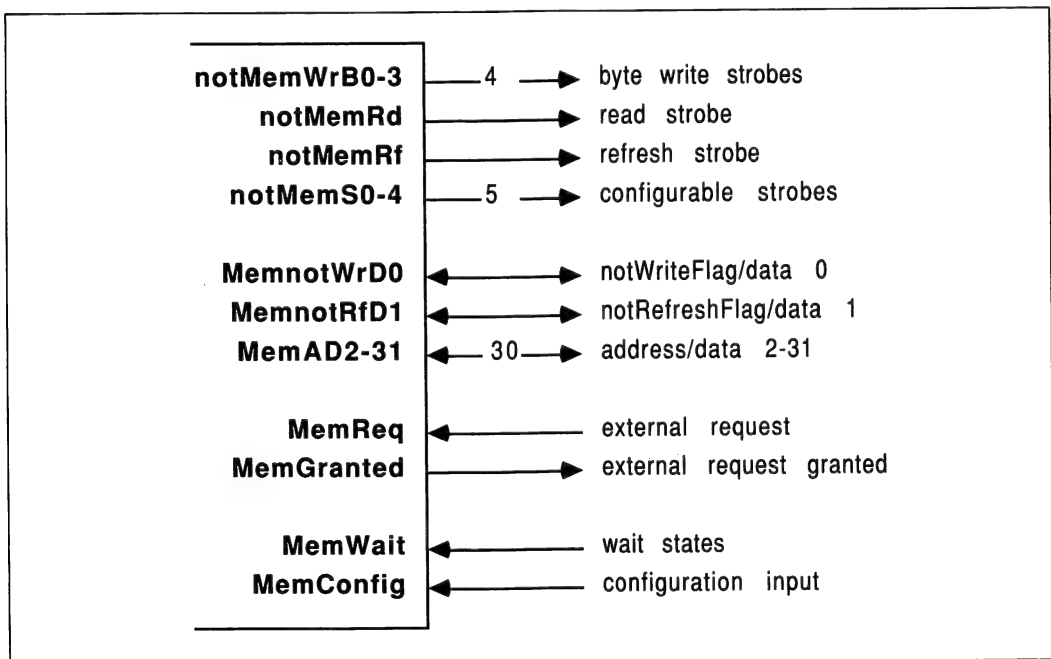 notMemWrB0-3 4 byte write strobes
notMemRd read strobe
notMemRf refresh strobe
notMemS0-4 5 configurable strobes
MemnotWrD0 notWriteFlag/data 0
MemnotRfD1 notRefreshFlag/data 1
MemAD2-31 30 address/data 2-31
MemReq external request
MemGranted external request granted
MemWait wait states
MemConfig configuration input